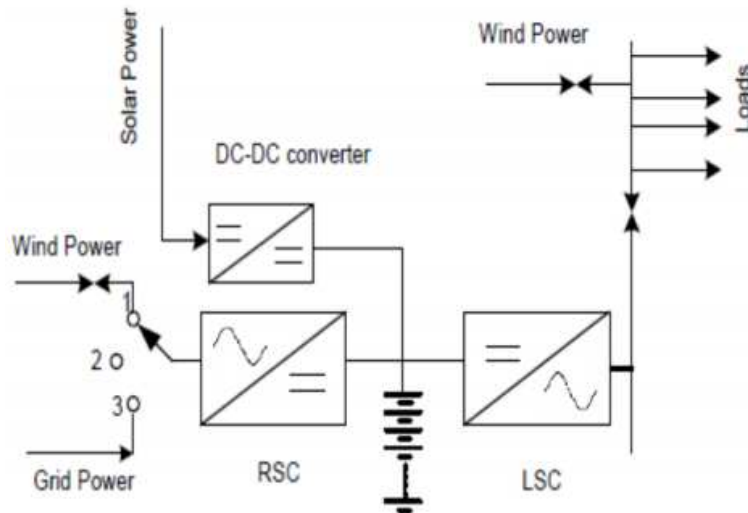 Wind Power
Solar Power
Loads
DC-DC converter
Wind Power
1
2
3
Grid Power
RSC
LSC